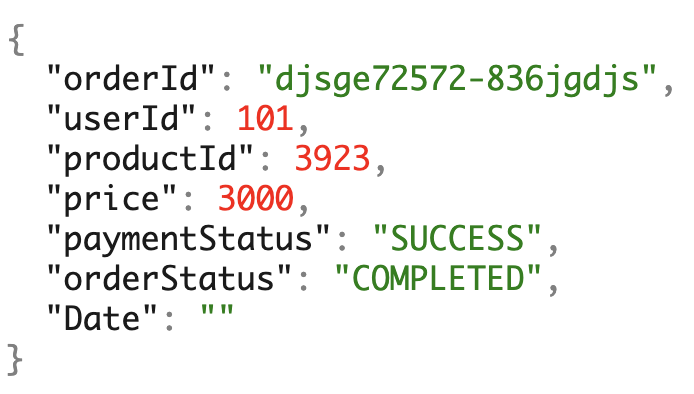 {
"orderId": "djsge72572-836jgdjs",
"userId": 101,
"productId": 3923,
"price": 3000,
"paymentStatus": "SUCCESS",
"orderStatus": "COMPLETED",
"Date": ""
}